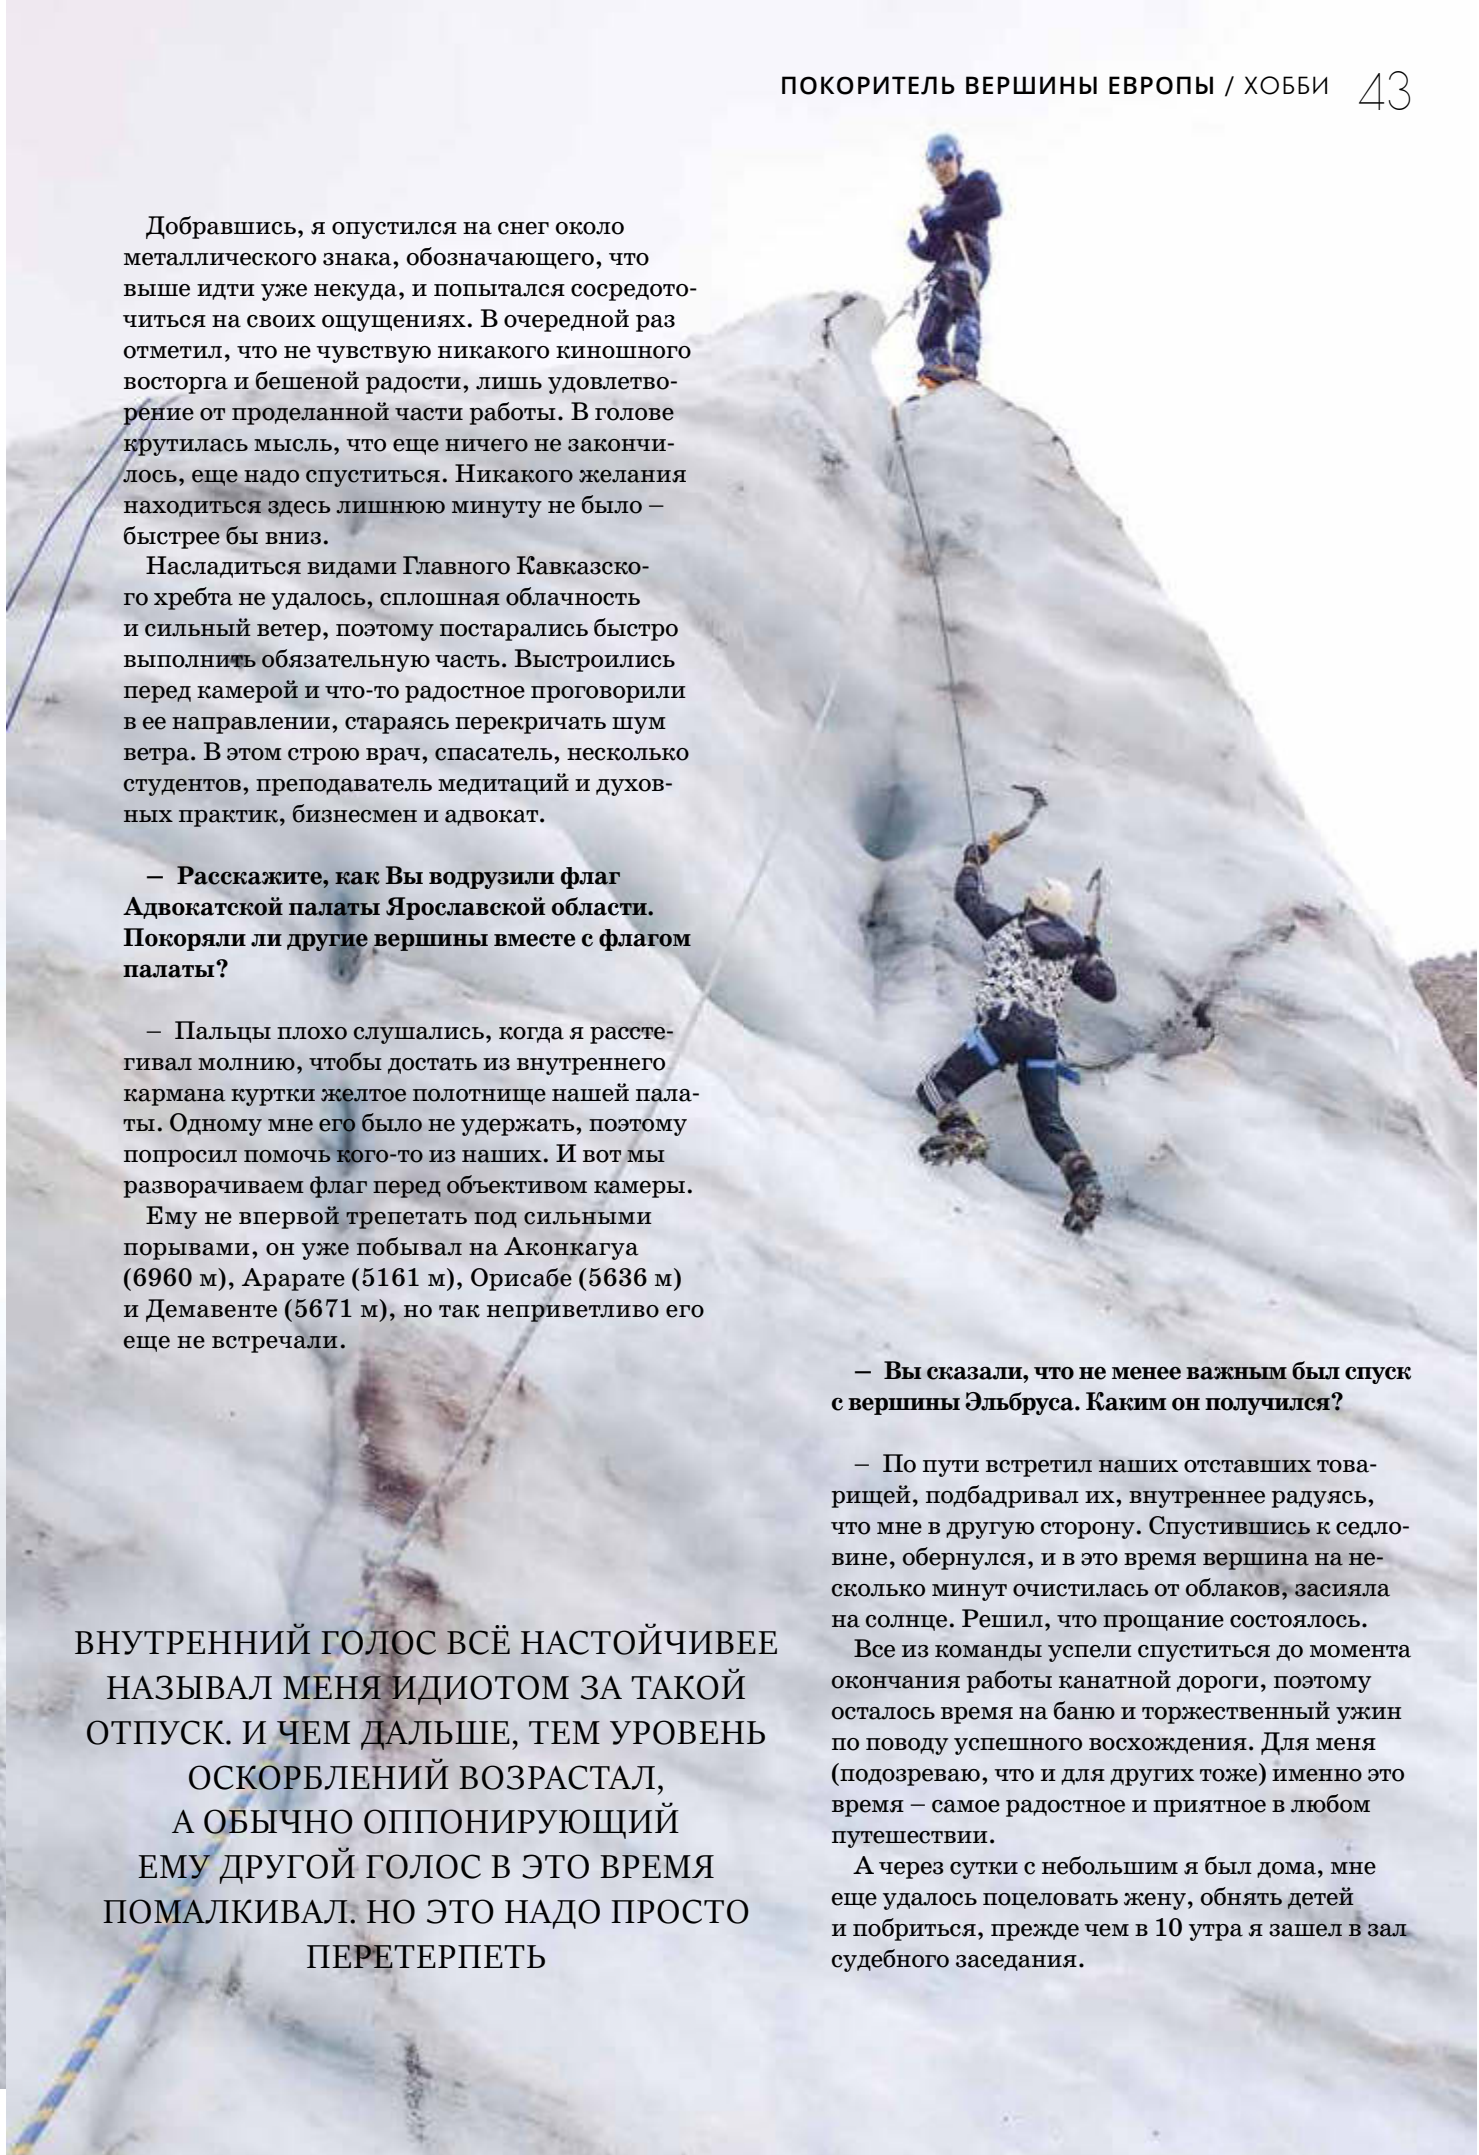 ПОКОРИТЕЛЬ ВЕРШИНЫ ЕВРОПЫ / ХОББИ 43
Добравшись, я опустился на снег около
металлического знака, обозначающего, что
выше идти уже некуда, и попытался сосредото-
читься на своих ощущениях. В очередной раз
отметил, что не чувствую никакого киношного
восторга и бешеной радости, лишь удовлетво-
рение от проделанной части работы. В голове
крутилась мысль, что еще ничего не закончи-
лось, еще надо спуститься. Никакого желания
находиться здесь лишнюю минуту не было –
быстрее бы вниз.
Насладиться видами Главного Кавказско-
го хребта не удалось, сплошная облачность
и сильный ветер, поэтому постарались быстро
выполнить обязательную часть. Выстроились
перед камерой и что-то радостное проговорили
в ее направлении, стараясь перекричать шум
ветра. В этом строю врач, спасатель, несколько
студентов, преподаватель медитаций и духов-
ных практик, бизнесмен и адвокат.
– Расскажите, как Вы водрузили флаг
Адвокатской палаты Ярославской области.
Покоряли ли другие вершины вместе с флагом
палаты?
– Пальцы плохо слушались, когда я рассте-
гивал молнию, чтобы достать из внутреннего
кармана куртки желтое полотнище нашей пала-
ты. Одному мне его было не удержать, поэтому
попросил помочь кого-то из наших. И вот мы
разворачиваем флаг перед объективом камеры.
Ему не впервой трепетать под сильными
порывами, он уже побывал на Аконкагуа
(6960 м), Арарате (5161 м), Орисабе (5636 м)
и Демавенте (5671 м), но так неприветливо его
еще не встречали.
ВНУТРЕННИЙ ГОЛОС ВСЁ НАСТОЙЧИВЕЕ
НАЗЫВАЛ МЕНЯ ИДИОТОМ ЗА ТАКОЙ
ОТПУСК. И ЧЕМ ДАЛЬШЕ, ТЕМ УРОВЕНЬ
ОСКОРБЛЕНИЙ ВОЗРАСТАЛ,
А ОБЫЧНО ОППОНИРУЮЩИЙ
ЕМУ ДРУГОЙ ГОЛОС В ЭТО ВРЕМЯ
ПОМАЛКИВАЛ. НО ЭТО НАДО ПРОСТО
ПЕРЕТЕРПЕТЬ
– Вы сказали, что не менее важным был спуск
с вершины Эльбруса. Каким он получился?
– По пути встретил наших отставших това-
рищей, подбадривал их, внутреннее радуясь,
что мне в другую сторону. Спустившись к седло-
вине, обернулся, и в это время вершина на не-
сколько минут очистилась от облаков, засияла
на солнце. Решил, что прощание состоялось.
Все из команды успели спуститься до момента
окончания работы канатной дороги, поэтому
осталось время на баню и торжественный ужин
по поводу успешного восхождения. Для меня
(подозреваю, что и для других тоже) именно это
время – самое радостное и приятное в любом
путешествии.
А через сутки с небольшим я был дома, мне
еще удалось поцеловать жену, обнять детей
и побриться, прежде чем в 10 утра я зашел в зал
судебного заседания.